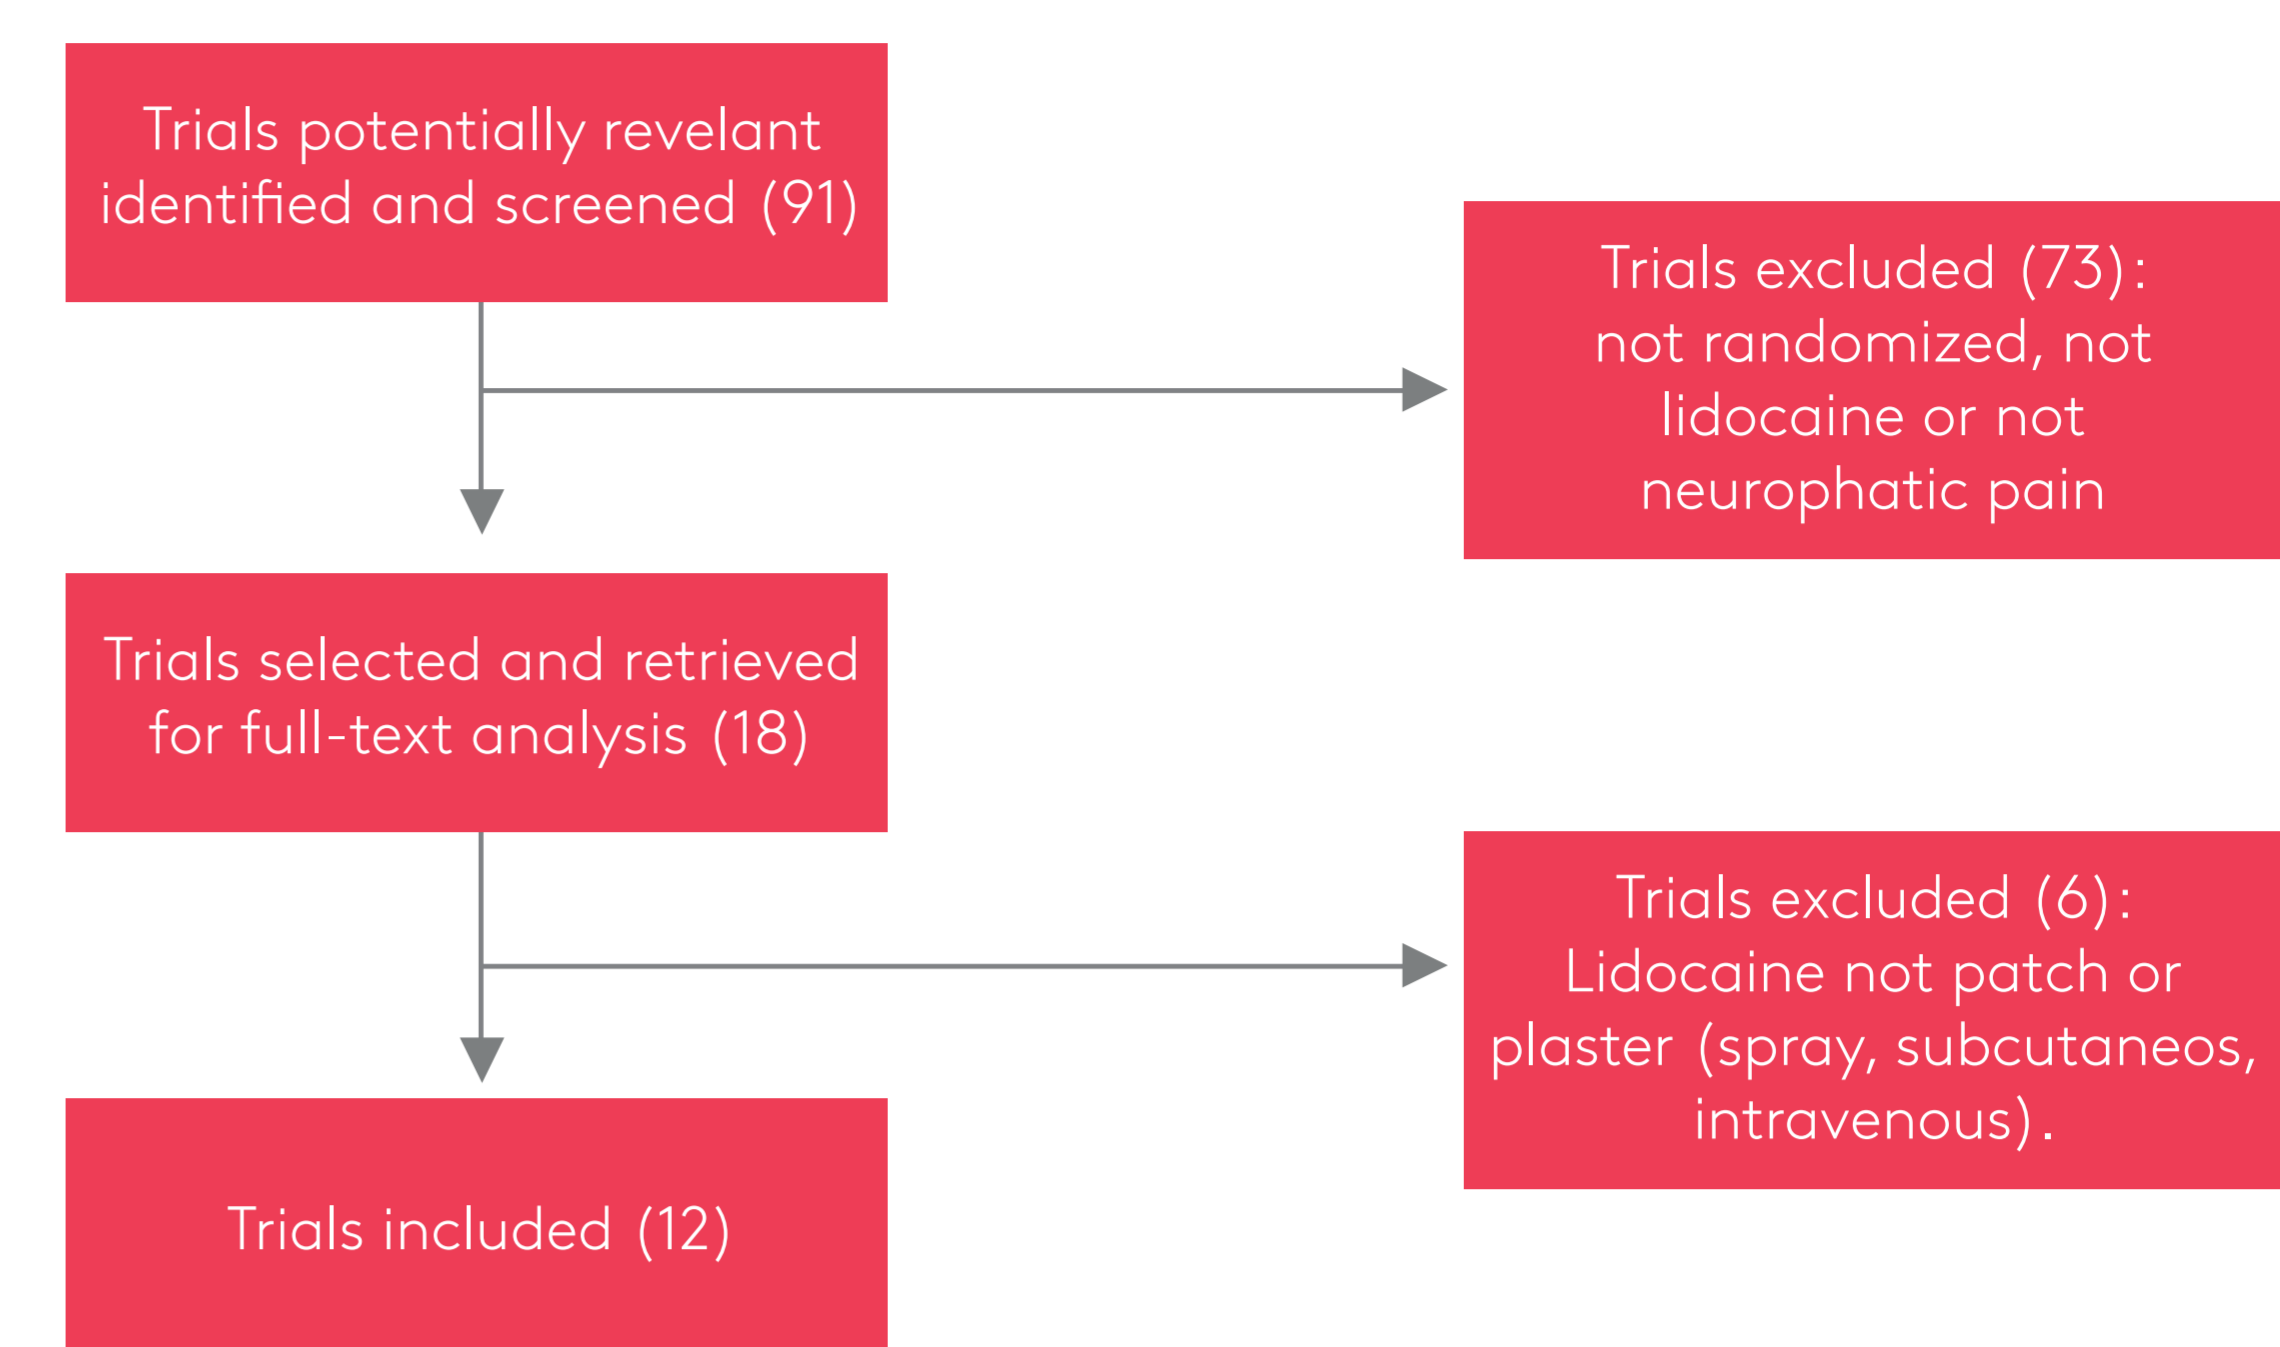 Trials potentially revelant
identified and screened (91)
Trials excluded (73):
not randomized, not
lidocaine or not
neurophatic pain
Trials selected and retrieved
for full-text analysis (18)
Trials excluded (6):
Lidocaine not patch or
plaster (spray, subcutaneos,
intravenous).
Trials included (12)